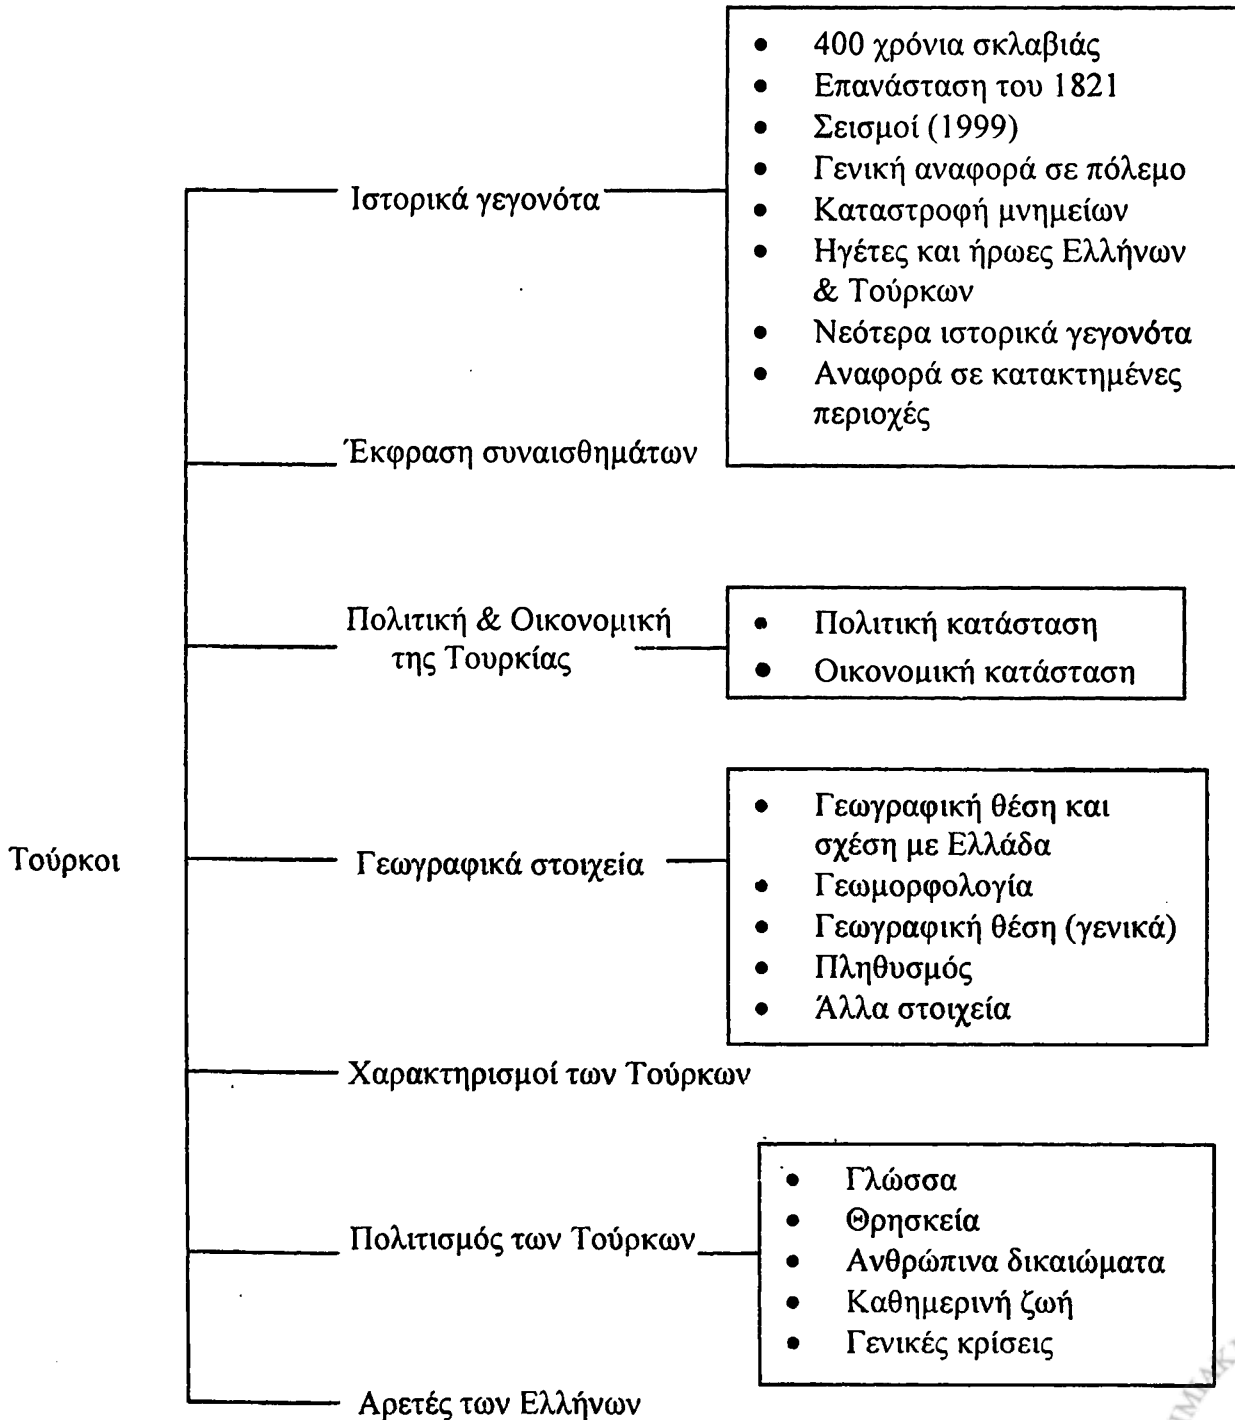 400 χρόνια σκλαβιάς
Επανάσταση του 1821
Σεισμοί (1999)
Γενική αναφορά σε πόλεμο
Καταστροφή μνημείων
Ηγέτες και ήρωες Ελλήνων
& Τούρκων
Νεότερα ιστορικά γεγονότα
Αναφορά σε κατακτημένες
περιοχές
Ιστορικά γεγονότα
Έκφραση συναισθημάτων
Πολιτική & Οικονομική
της Τουρκίας
Πολιτική κατάσταση
Οικονομική κατάσταση
Τούρκοι
Γεωγραφικά στοιχεία
Γεωγραφική θέση και
σχέση με Ελλάδα
Γεωμορφολογία
Γεωγραφική θέση (γενικά)
Πληθυσμός
Άλλα στοιχεία
Χαρακτηρισμοί των Τούρκων
Πολιτισμός των Τούρκων
Γλώσσα
Θρησκεία
Ανθρώπινα δικαιώματα
Καθημερινή ζωή
Γενικές κρίσεις
Αρετές των Ελλήνων